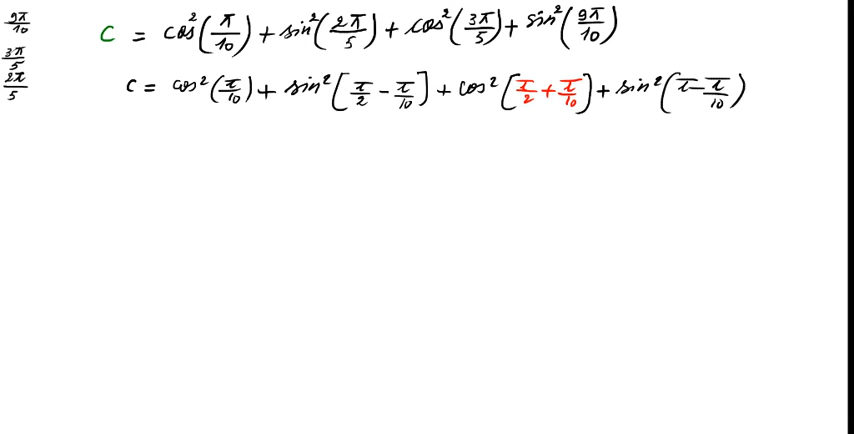 9π/10
3π/5
2π/5
C = cos²(π/10) + sin²(2π/5) + cos²(3π/5) + sin²(9π/10)
C = cos²(π/10) + sin²[π/2 - π/10] + cos²[π/2 + π/10] + sin²(π - π/10)